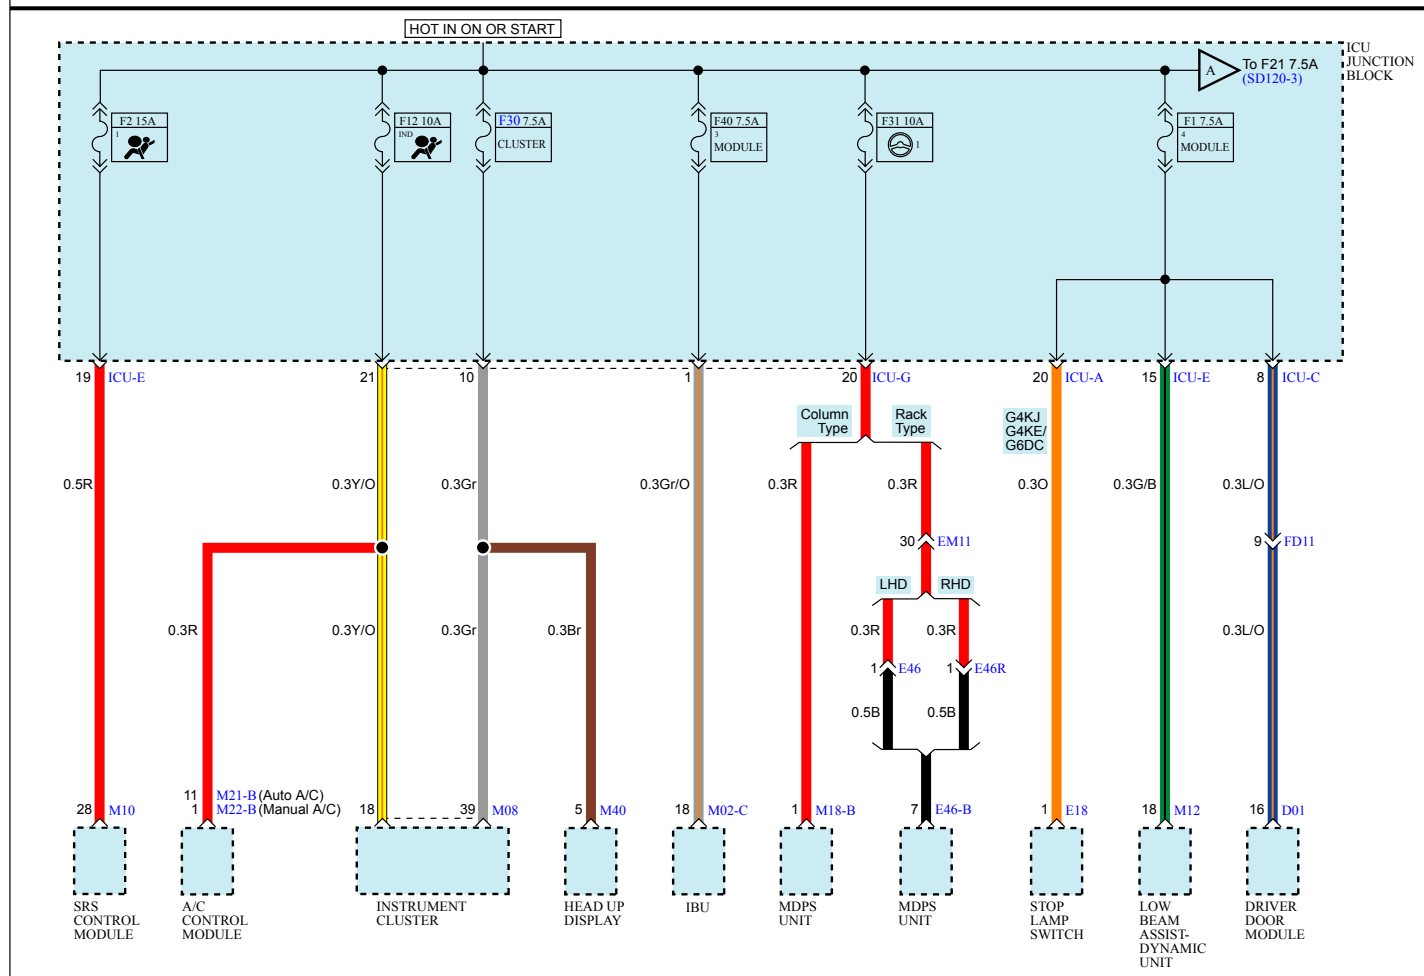 HOT IN ON OR START
ICU
JUNCTION
BLOCK
A
To F21 7.5A
(SD120-3)
F2 15A
1
F12 10A
IND
F30 7.5A
CLUSTER
F40 7.5A
3
MODULE
F31 10A
1
F1 7.5A
4
MODULE
19 ICU-E
21
10
1
20 ICU-G
20 ICU-A
15 ICU-E
8 ICU-C
Column
Type
Rack
Type
G4KJ
G4KE/
G6DC
0.5R
0.3Y/O
0.3Gr
0.3Gr/O
0.3R
0.3R
0.3O
0.3G/B
0.3L/O
30 EM11
9 FD11
LHD
RHD
0.3R
0.3Y/O
0.3Gr
0.3Br
0.3R
0.3R
0.3L/O
1 E46
1 E46R
0.5B
0.5B
11 M21-B (Auto A/C)
1 M22-B (Manual A/C)
28 M10
18
39 M08
5 M40
18 M02-C
1 M18-B
7 E46-B
1 E18
18 M12
16 D01
SRS
CONTROL
MODULE
A/C
CONTROL
MODULE
INSTRUMENT
CLUSTER
HEAD UP
DISPLAY
IBU
MDPS
UNIT
MDPS
UNIT
STOP
LAMP
SWITCH
LOW
BEAM
ASSIST-
DYNAMIC
UNIT
DRIVER
DOOR
MODULE